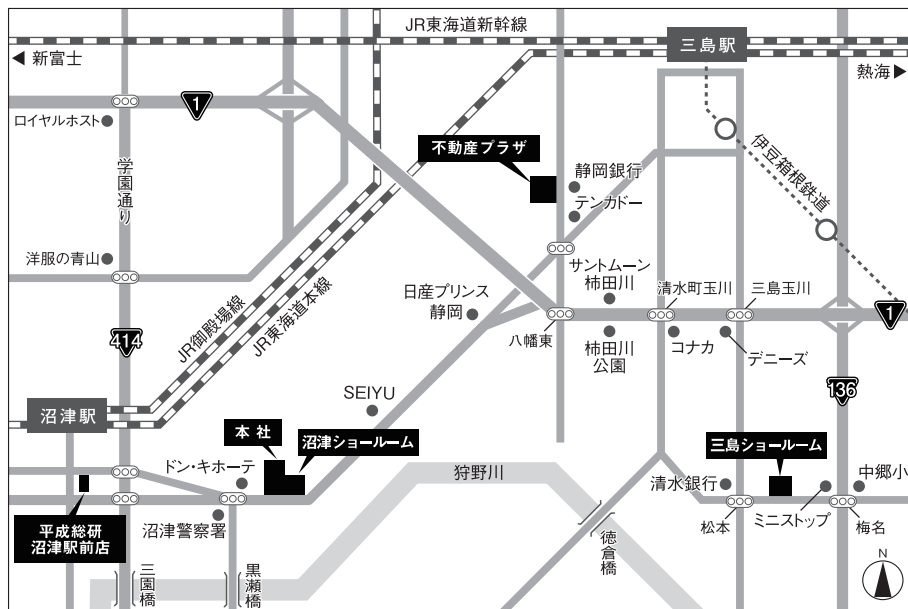 JR東海道新幹線
三島駅
新富士
熱海
1
ロイヤルホスト
不動産プラザ
伊豆箱根鉄道
学園通り
静岡銀行
テンカドー
洋服の青山
サントムーン
柿田川
日産プリンス
静岡
清水町玉川
三島玉川
1
JR御殿場線
JR東海道本線
414
八幡東
柿田川
公園
コナカ
デニーズ
136
SEIYU
沼津駅
本社
沼津ショールーム
三島ショールーム
ドン・キホーテ
狩野川
清水銀行
中郷小
平成総研
沼津駅前店
沼津警察署
松本
ミニストップ
梅名
徳倉橋
三園橋
黒瀬橋
N